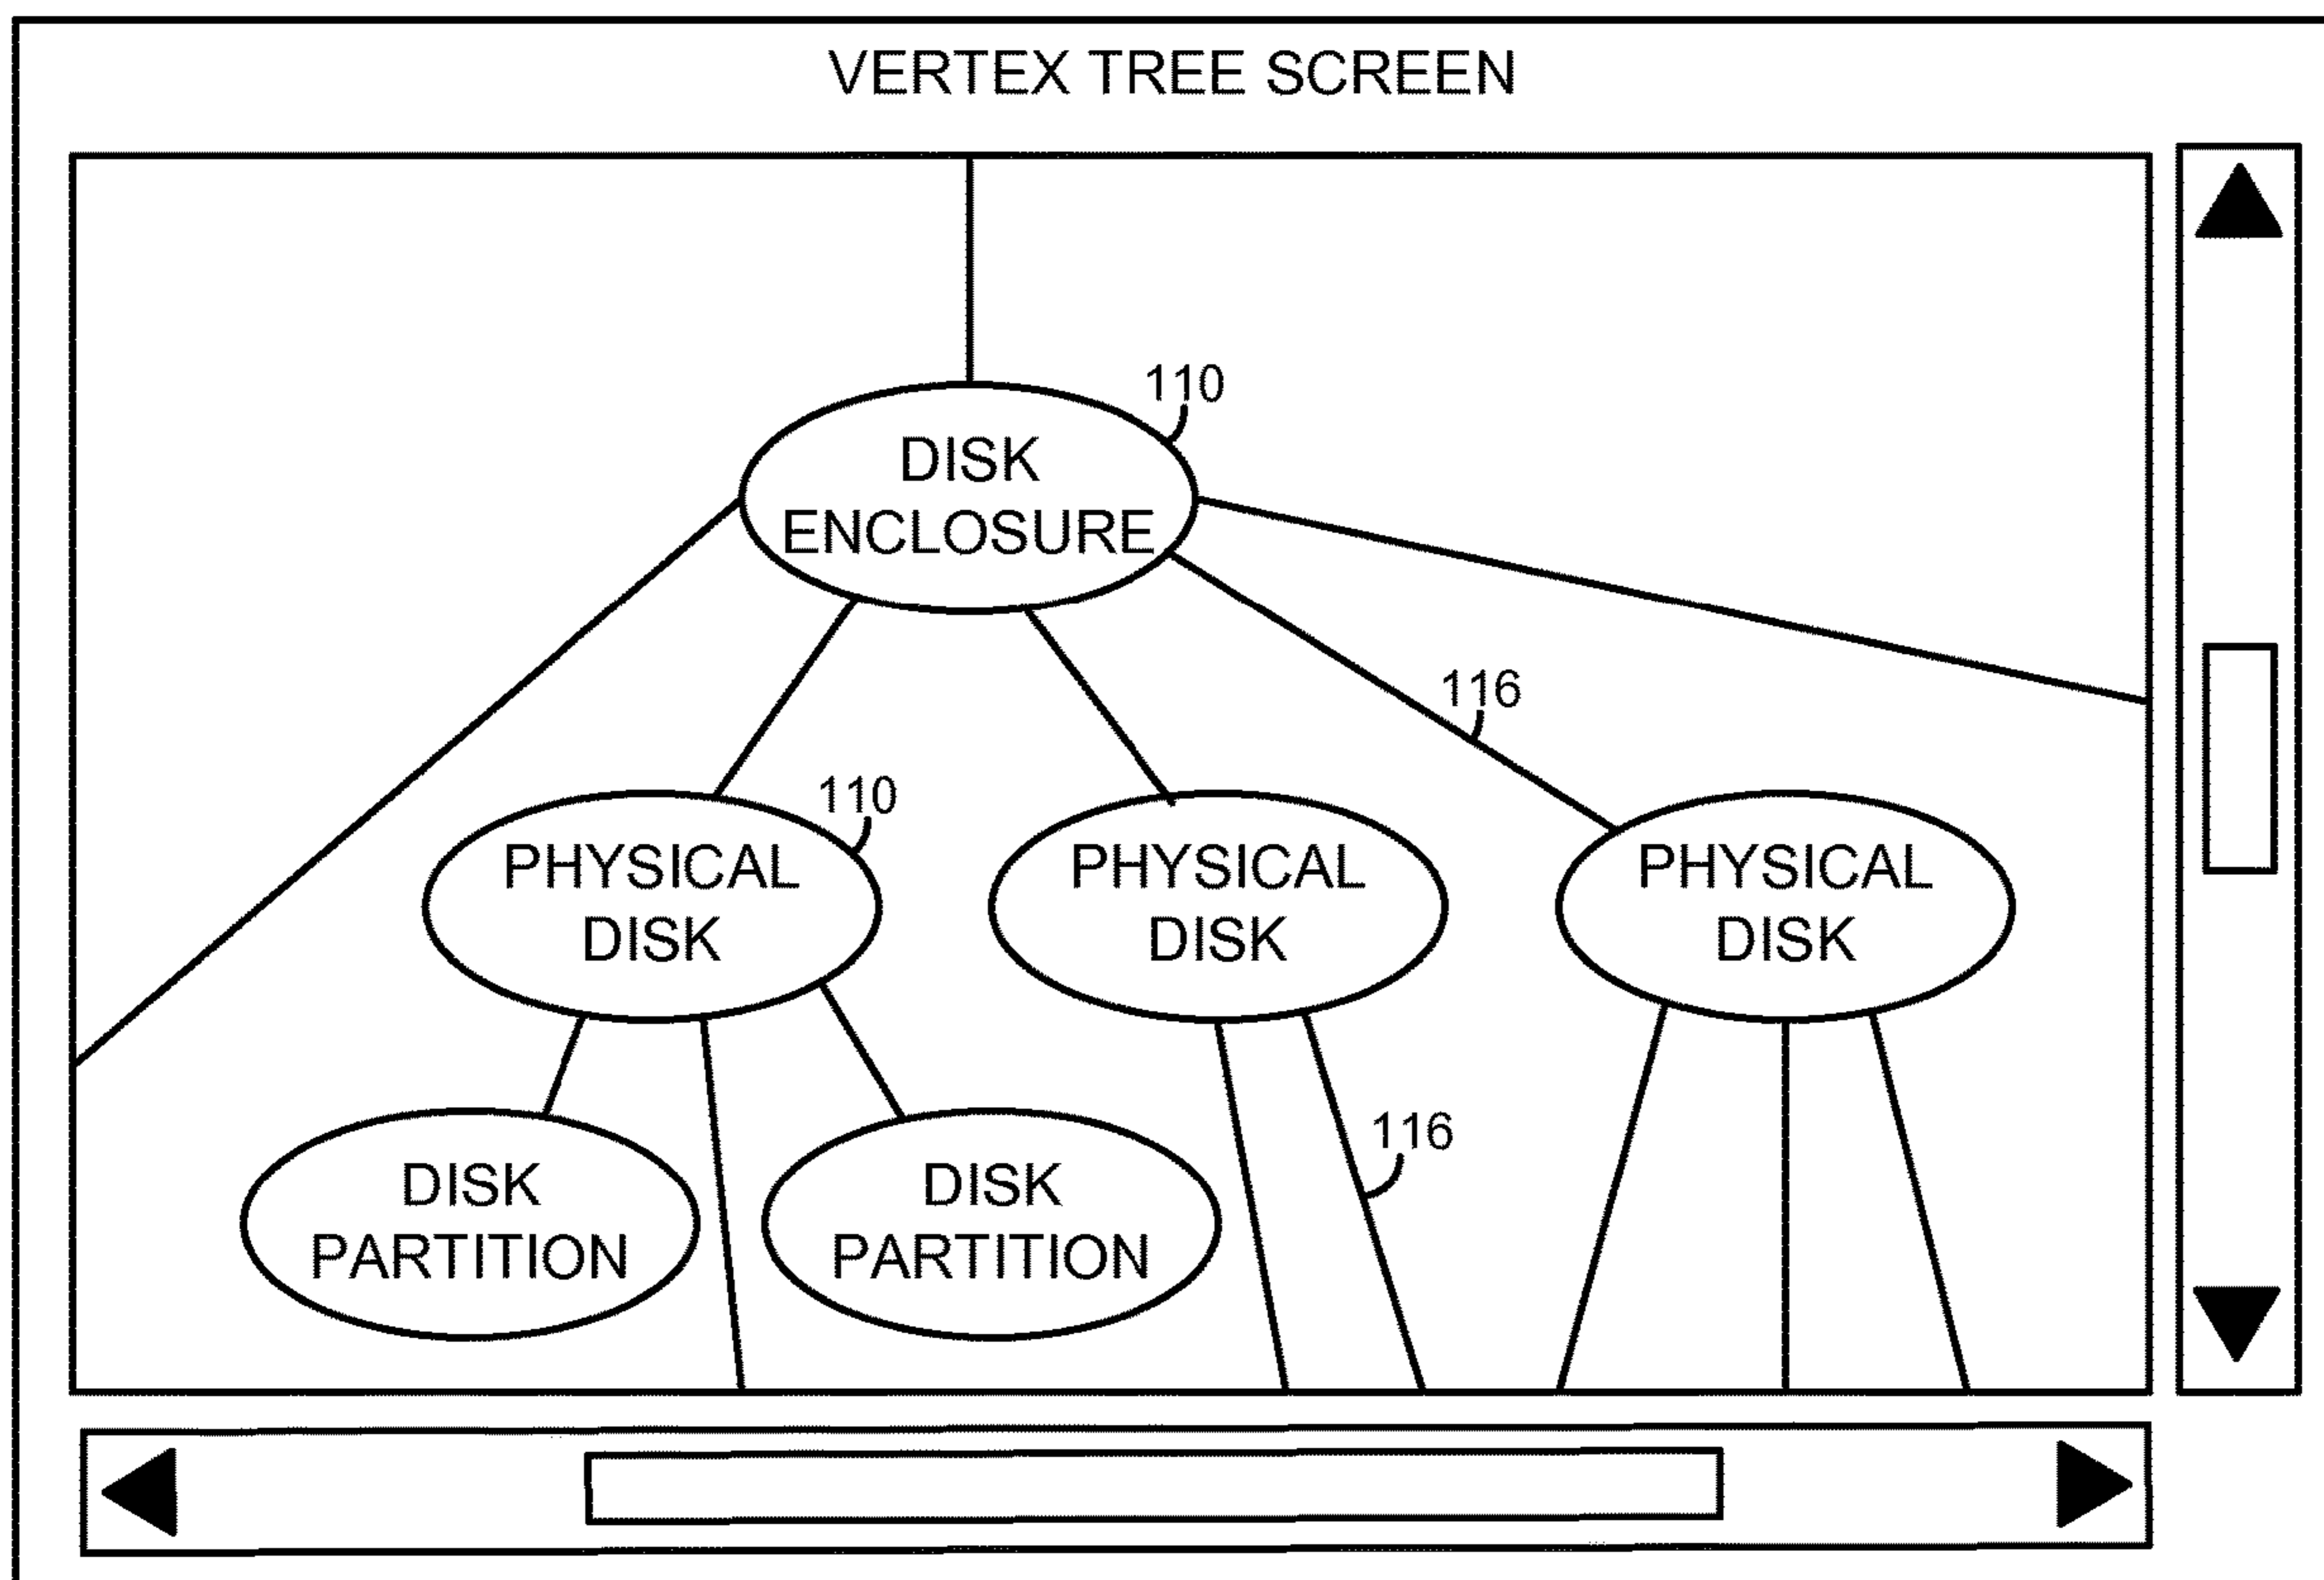 VERTEX TREE SCREEN
110
DISK
ENCLOSURE
116
110
PHYSICAL
DISK
PHYSICAL
DISK
PHYSICAL
DISK
116
DISK
PARTITION
DISK
PARTITION